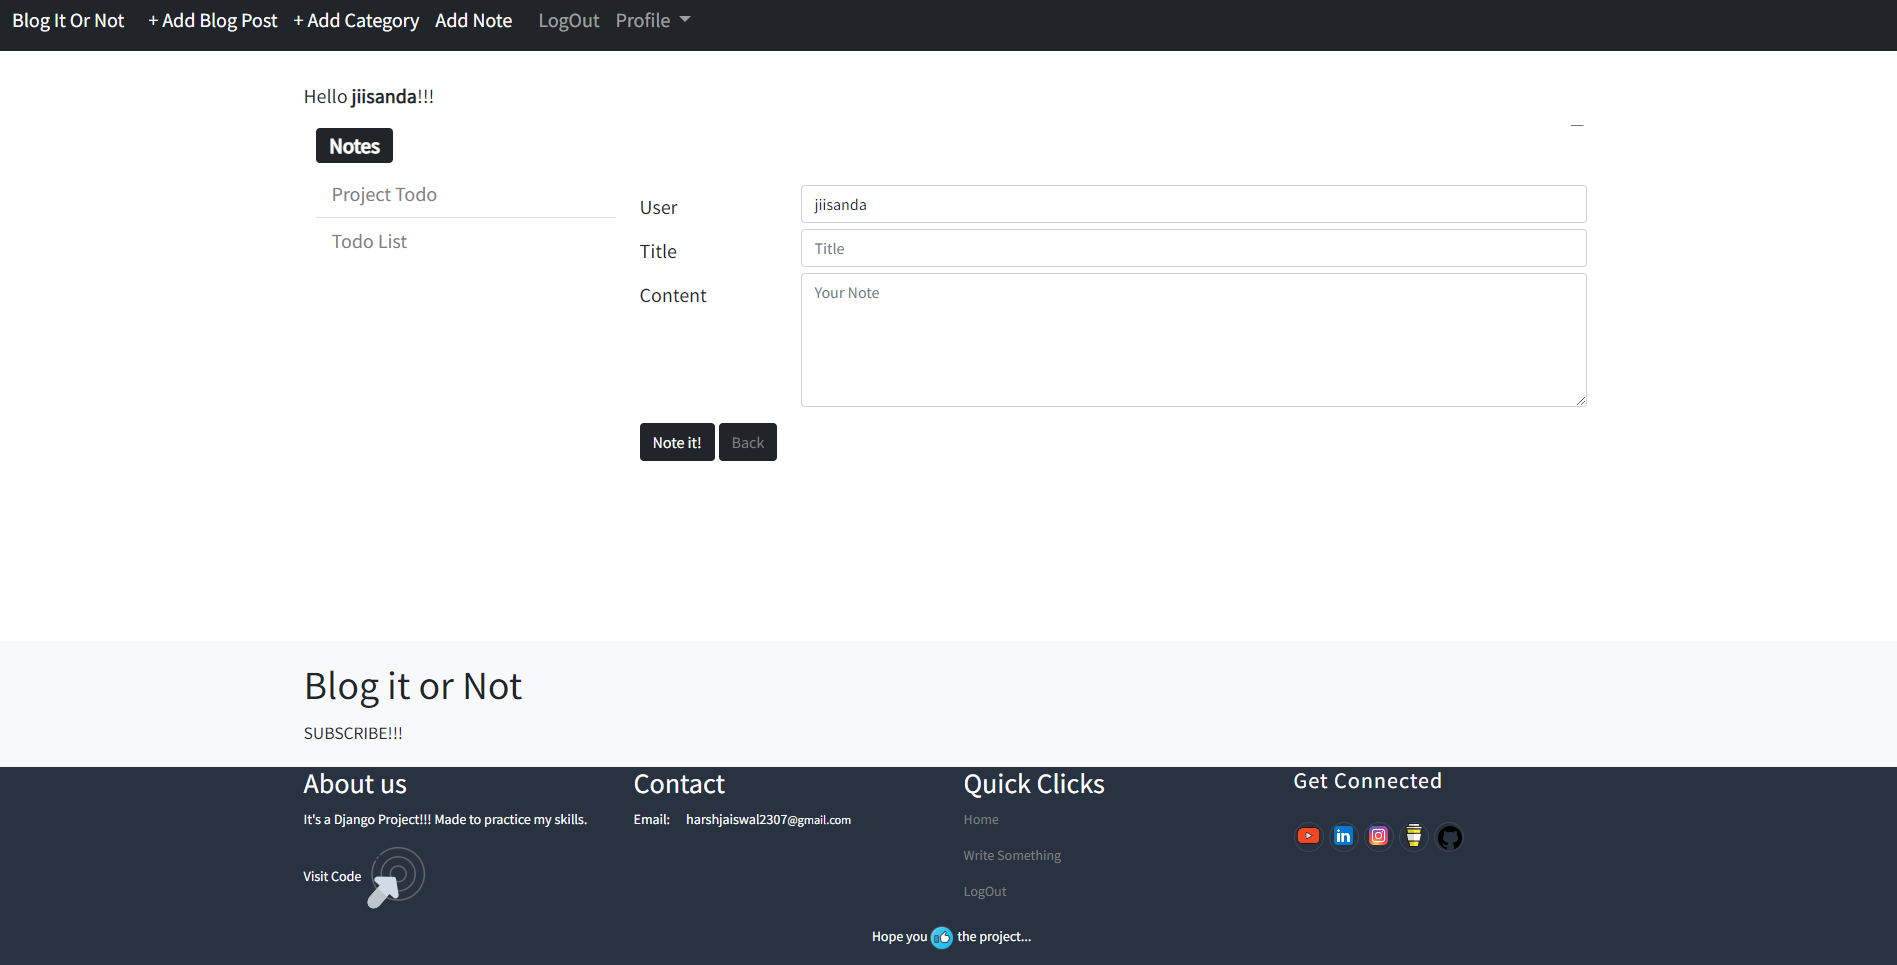 Blog It Or Not + Add Blog Post + Add Category Add Note LogOut Profile
Hello jiisanda!!!
Notes
Project Todo
Todo List
User jiisanda
Title Title
Content Your Note
Note it! Back
Blog it or Not
SUBSCRIBE!!!
About us
It's a Django Project!!! Made to practice my skills.
Visit Code
Contact
Email: harshjaiswal2307@gmail.com
Quick Clicks
Home
Write Something
LogOut
Get Connected
in
Hope you the project...